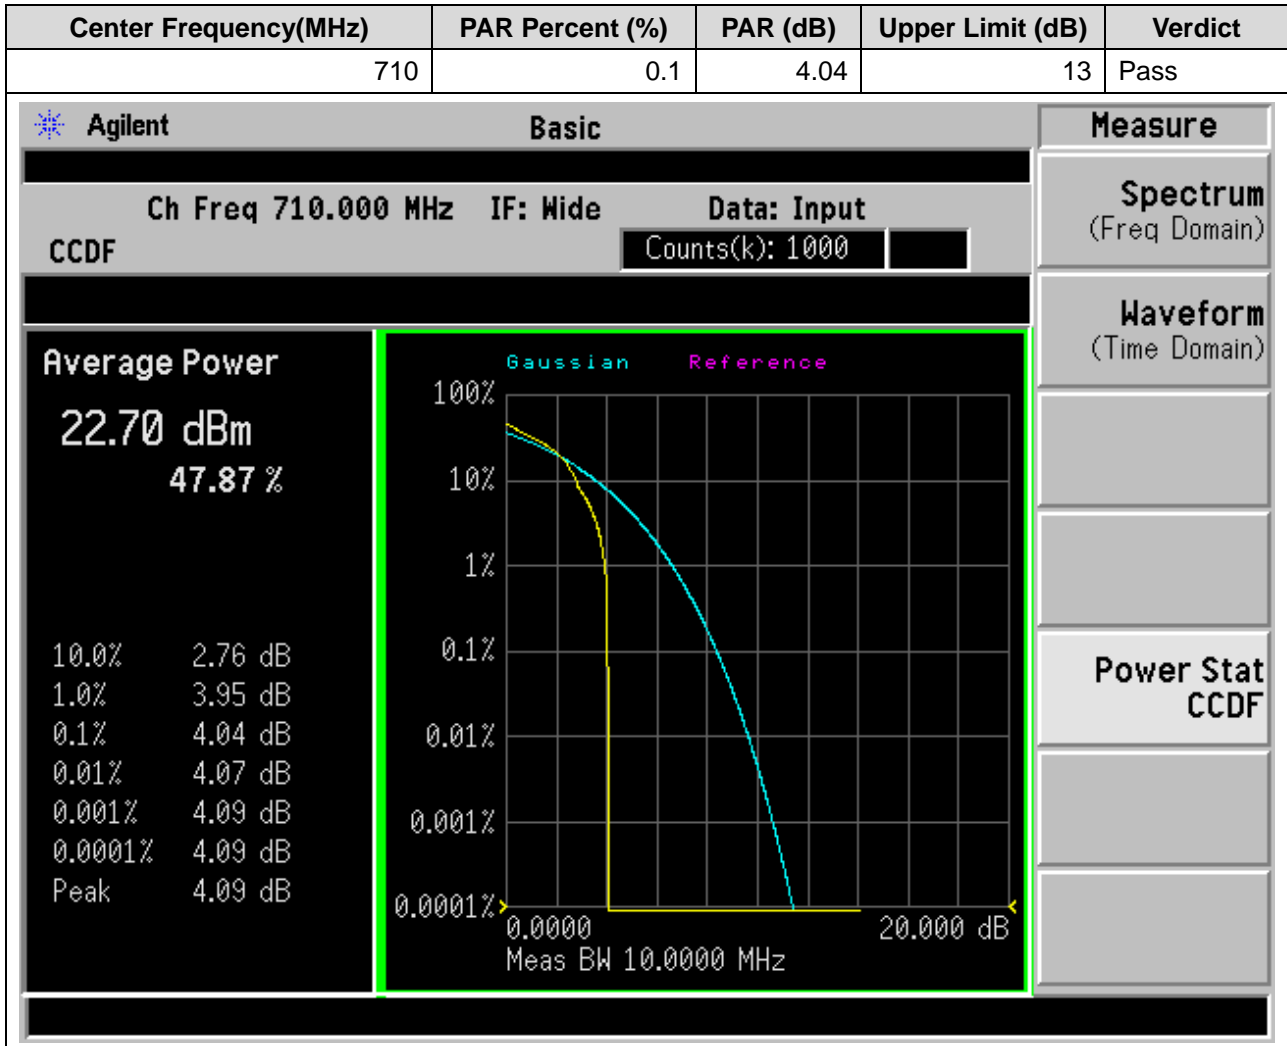 Center Frequency(MHz) PAR Percent (%) PAR (dB) Upper Limit (dB) Verdict
710 0.1 4.04 13 Pass
Agilent Basic Measure
Ch Freq 710.000 MHz IF: Wide Data: Input
CCDF Counts(k): 1000
Spectrum
(Freq Domain)
Waveform
(Time Domain)
Power Stat
CCDF
Average Power
22.70 dBm
47.87 %
10.0% 2.76 dB
1.0% 3.95 dB
0.1% 4.04 dB
0.01% 4.07 dB
0.001% 4.09 dB
0.0001% 4.09 dB
Peak 4.09 dB
Gaussian Reference
100%
10%
1%
0.1%
0.01%
0.001%
0.0001%
0.0000 20.000 dB
Meas BW 10.0000 MHz